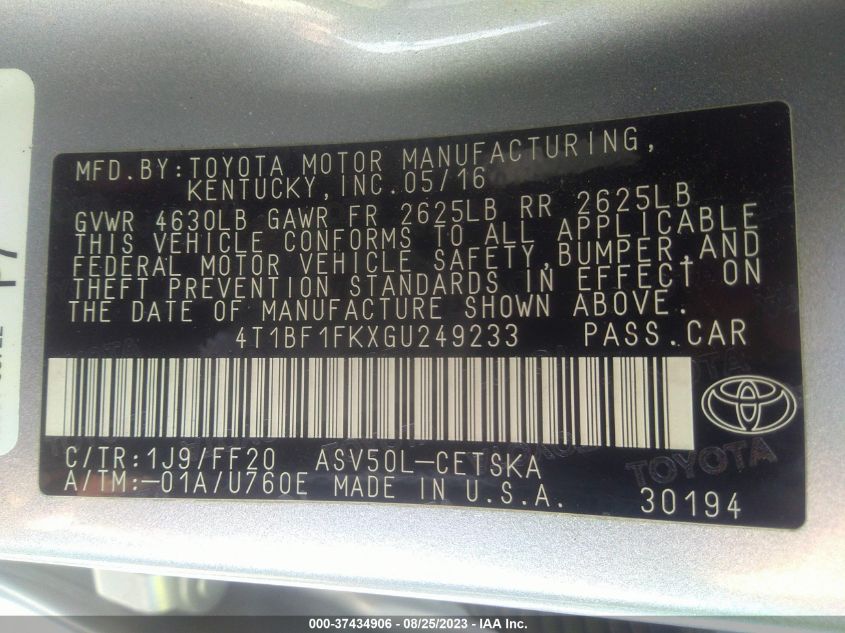 MFD.BY:TOYOTA MOTOR MANUFACTURING,
KENTUCKY,INC.05/16
GVWR 4630LB GAWR FR 2625LB RR 2625LB
THIS VEHICLE CONFORMS TO ALL APPLICABLE
FEDERAL MOTOR VEHICLE SAFETY,BUMPER,AND
THEFT PREVENTION STANDARDS IN EFFECT ON
THE DATE OF MANUFACTURE SHOWN ABOVE.
4T1BF1FKXGU249233 PASS.CAR
C/TR:1J9/FF20 ASV50L-CETSKA
A/TM:-01A/U760E MADE IN U.S.A.
TOYOTA
30194
000-37434906 - 08/25/2023 - IAA Inc.